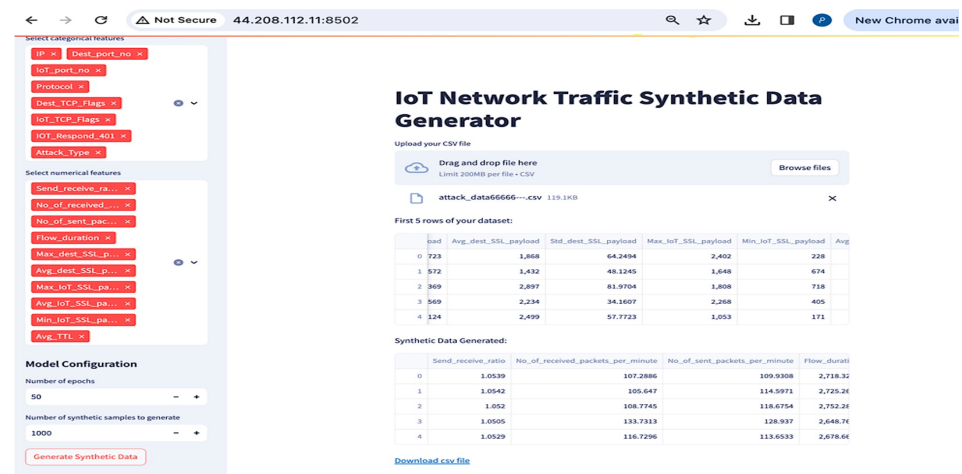 Not Secure 44.208.112.11:8502
New Chrome avai
Select categorical features
IP × Dest_port_no ×
IoT_port_no ×
Protocol ×
Dest_TCP_Flags ×
IoT_TCP_Flags ×
IOT_Respond_401 ×
Attack_Type ×
Select numerical features
Send_receive_ra... ×
No_of_received_... ×
No_of_sent_pac... ×
Flow_duration ×
Max_dest_SSL_p... ×
Avg_dest_SSL_p... ×
Max_IoT_SSL_pa... ×
Avg_IoT_SSL_pa... ×
Min_IoT_SSL_pa... ×
Avg_TTL ×
Model Configuration
Number of epochs
50 - +
Number of synthetic samples to generate
1000 - +
Generate Synthetic Data
IoT Network Traffic Synthetic Data
Generator
Upload your CSV file
Drag and drop file here
Limit 200MB per file • CSV
Browse files
attack_data66666---.csv 119.1KB ×
First 5 rows of your dataset:
oad Avg_dest_SSL_payload Std_dest_SSL_payload Max_IoT_SSL_payload Min_IoT_SSL_payload Avg
0 723 1,868 64.2494 2,402 228
1 572 1,432 48.1245 1,648 674
2 369 2,897 81.9704 1,808 718
3 569 2,234 34.1607 2,268 405
4 124 2,499 57.7723 1,053 171
Synthetic Data Generated:
Send_receive_ratio No_of_received_packets_per_minute No_of_sent_packets_per_minute Flow_durati
0 1.0539 107.2886 109.9308 2,718.32
1 1.0542 105.647 114.5971 2,725.26
2 1.052 108.7745 118.6754 2,752.28
3 1.0505 133.7313 128.937 2,648.76
4 1.0529 116.7296 113.6533 2,678.66
Download csv file